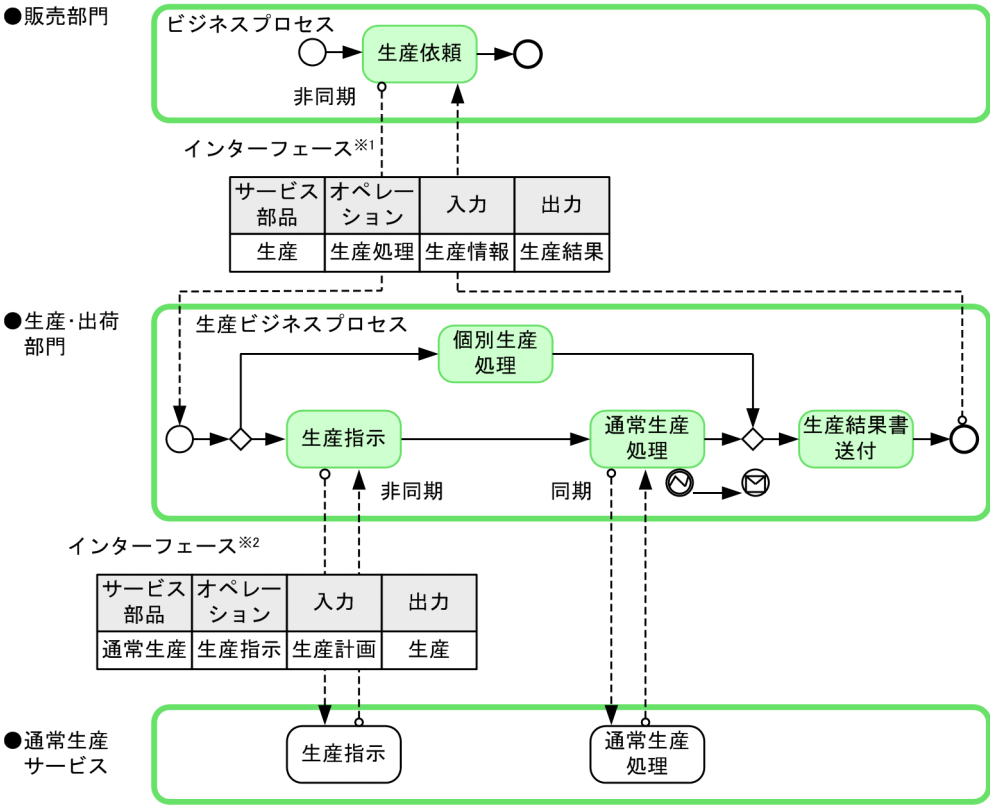 ●販売部門
ビジネスプロセス
生産依頼
非同期
インターフェース※1
サービス部品 オペレーション 入力 出力
生産 生産処理 生産情報 生産結果
●生産・出荷
部門
生産ビジネスプロセス
個別生産
処理
生産指示
通常生産
処理
生産結果書
送付
非同期
同期
インターフェース※2
サービス部品 オペレーション 入力 出力
通常生産 生産指示 生産計画 生産
●通常生産
サービス
生産指示
通常生産
処理